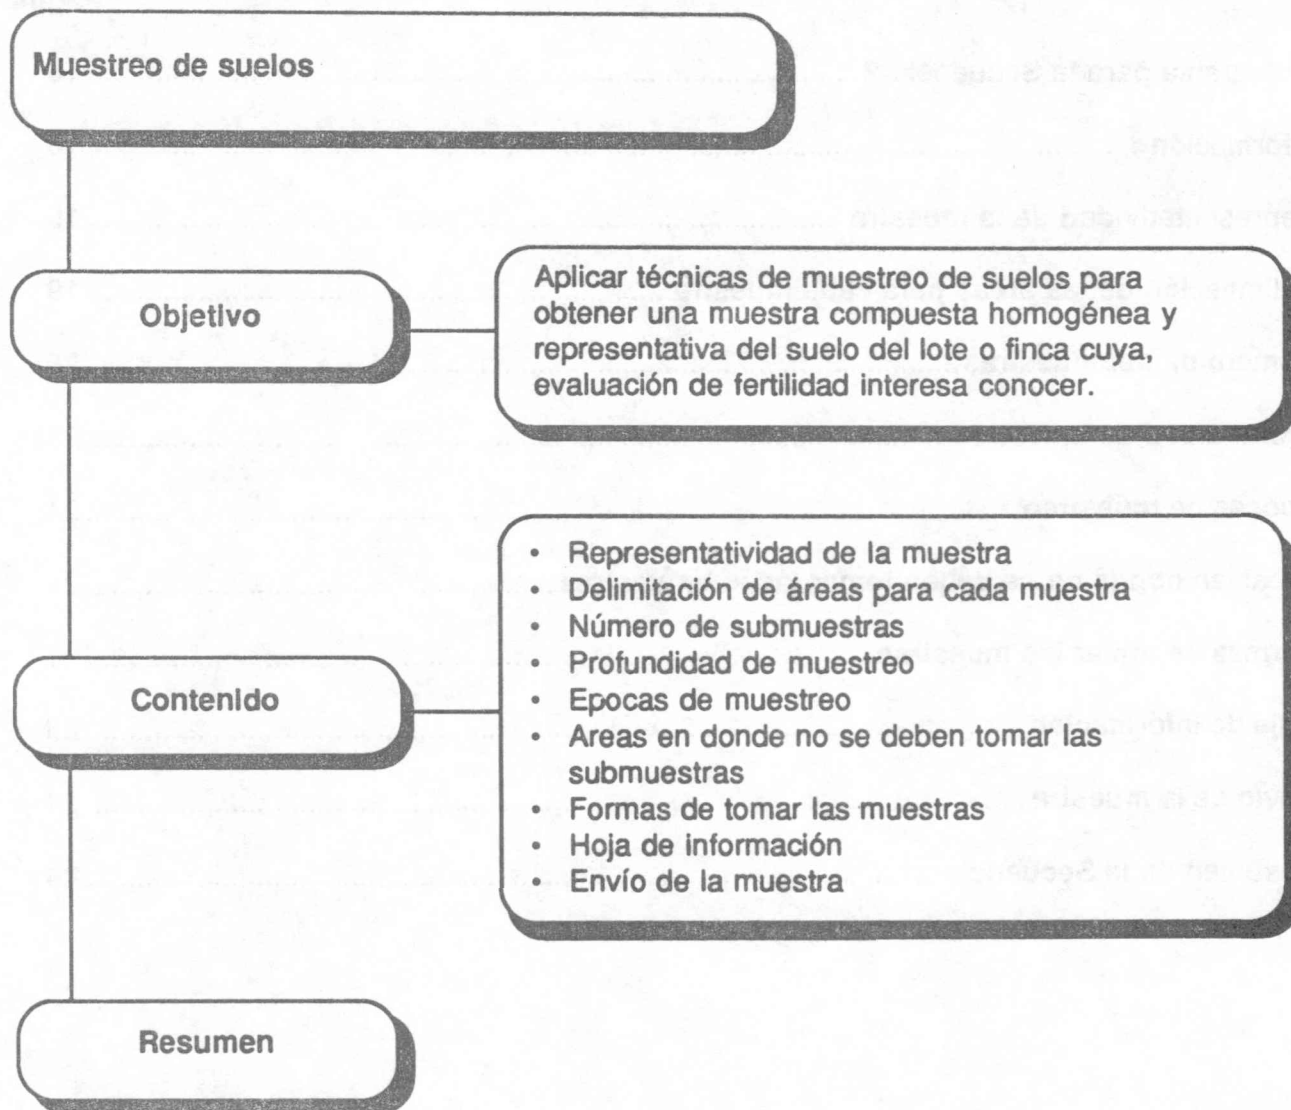 Muestreo de suelos
Objetivo
Aplicar técnicas de muestreo de suelos para
obtener una muestra compuesta homogénea y
representativa del suelo del lote o finca cuya,
evaluación de fertilidad interesa conocer.
Contenido
• Representatividad de la muestra
• Delimitación de áreas para cada muestra
• Número de submuestras
• Profundidad de muestreo
• Epocas de muestreo
• Areas en donde no se deben tomar las
submuestras
• Formas de tomar las muestras
• Hoja de información
• Envío de la muestra
Resumen